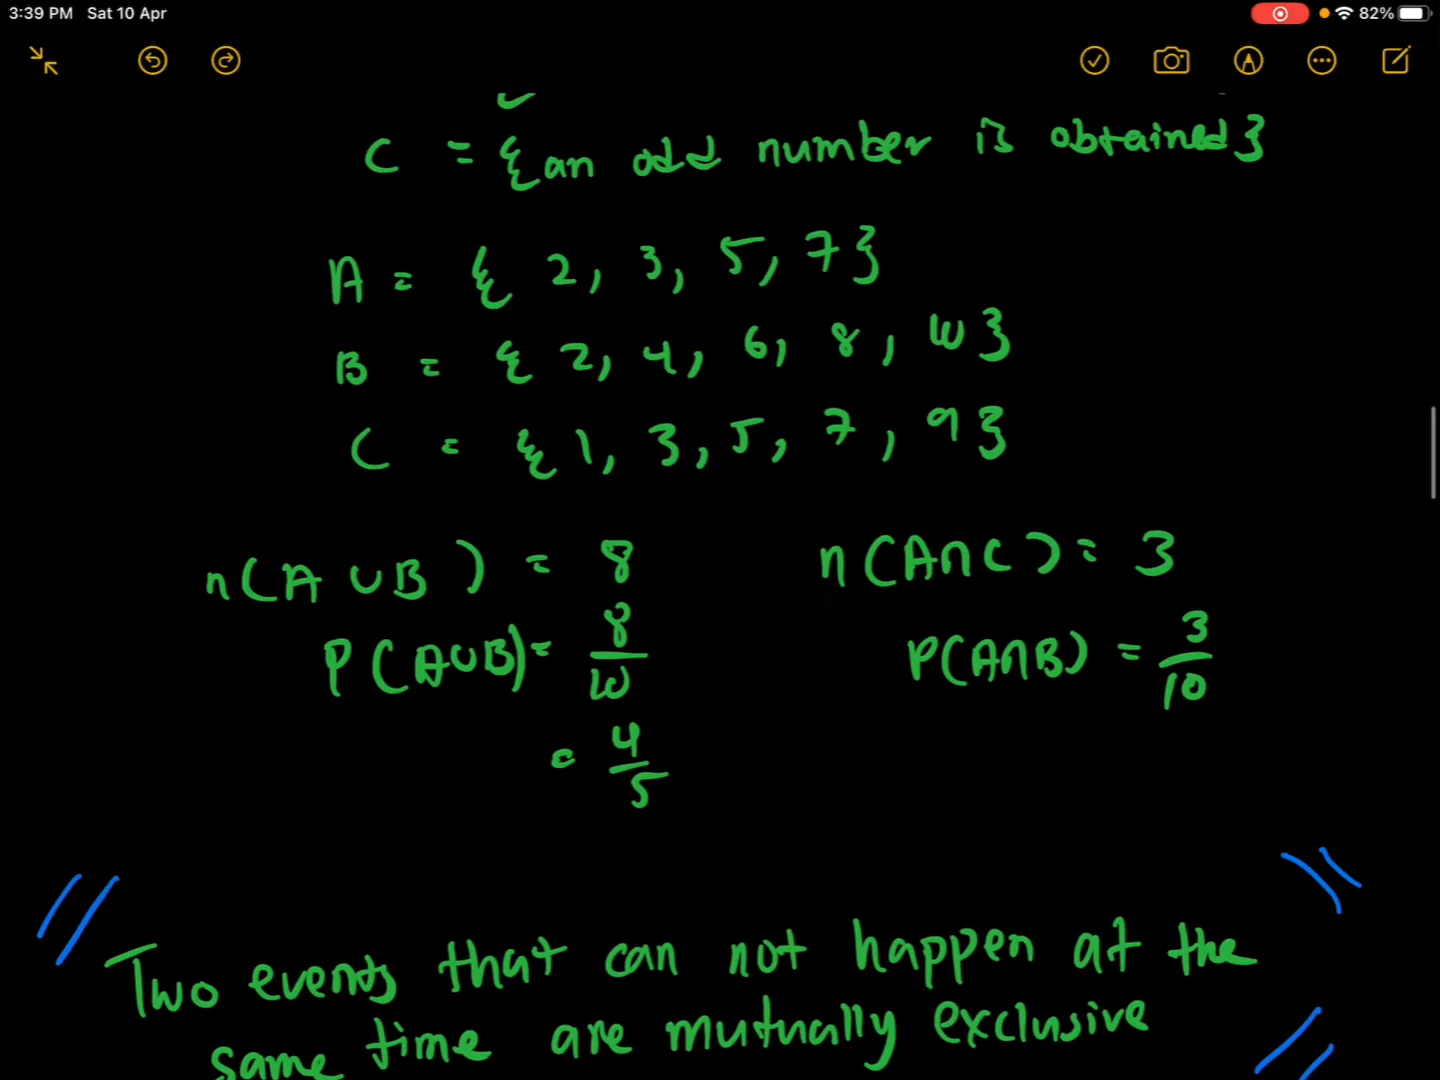 3:39 PM Sat 10 Apr 82%
C = {an odd number is obtained}
A = { 2, 3, 5, 7}
B = { 2, 4, 6, 8, 10}
C = { 1, 3, 5, 7, 9}
n(A ∪ B) = 8
P(A∪B) = 8/10
= 4/5
n(A∩C) = 3
P(A∩B) = 3/10
Two events that can not happen at the
same time are mutually exclusive